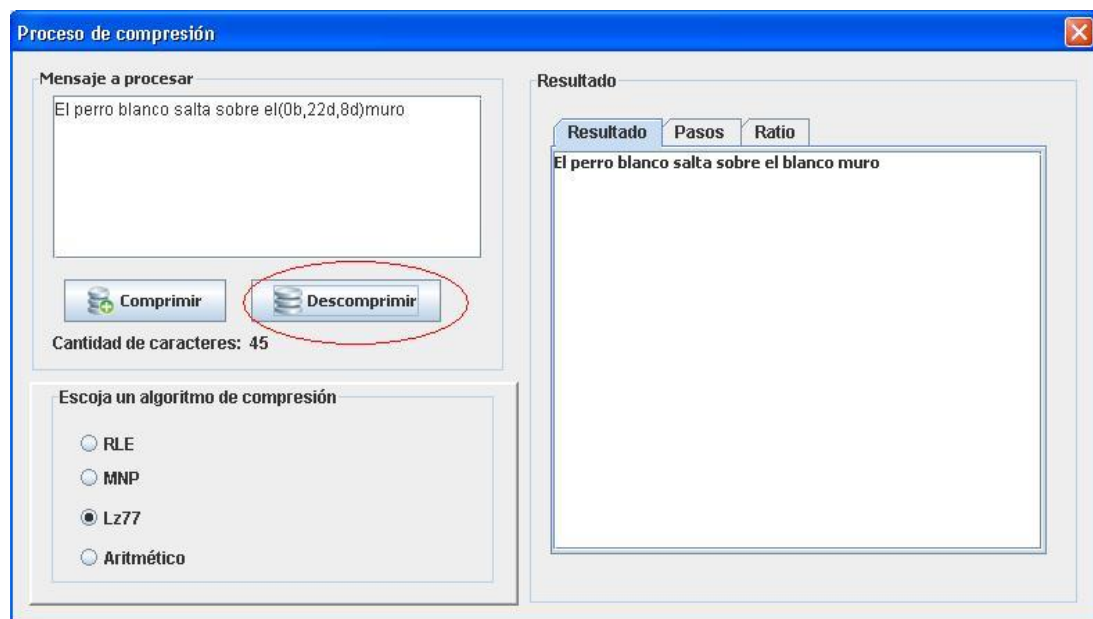 Proceso de compresión
Mensaje a procesar
El perro blanco salta sobre el(0b,22d,8d)muro
Comprimir
Descomprimir
Cantidad de caracteres: 45
Escoja un algoritmo de compresión
RLE
MNP
Lz77
Aritmético
Resultado
Resultado Pasos Ratio
El perro blanco salta sobre el blanco muro